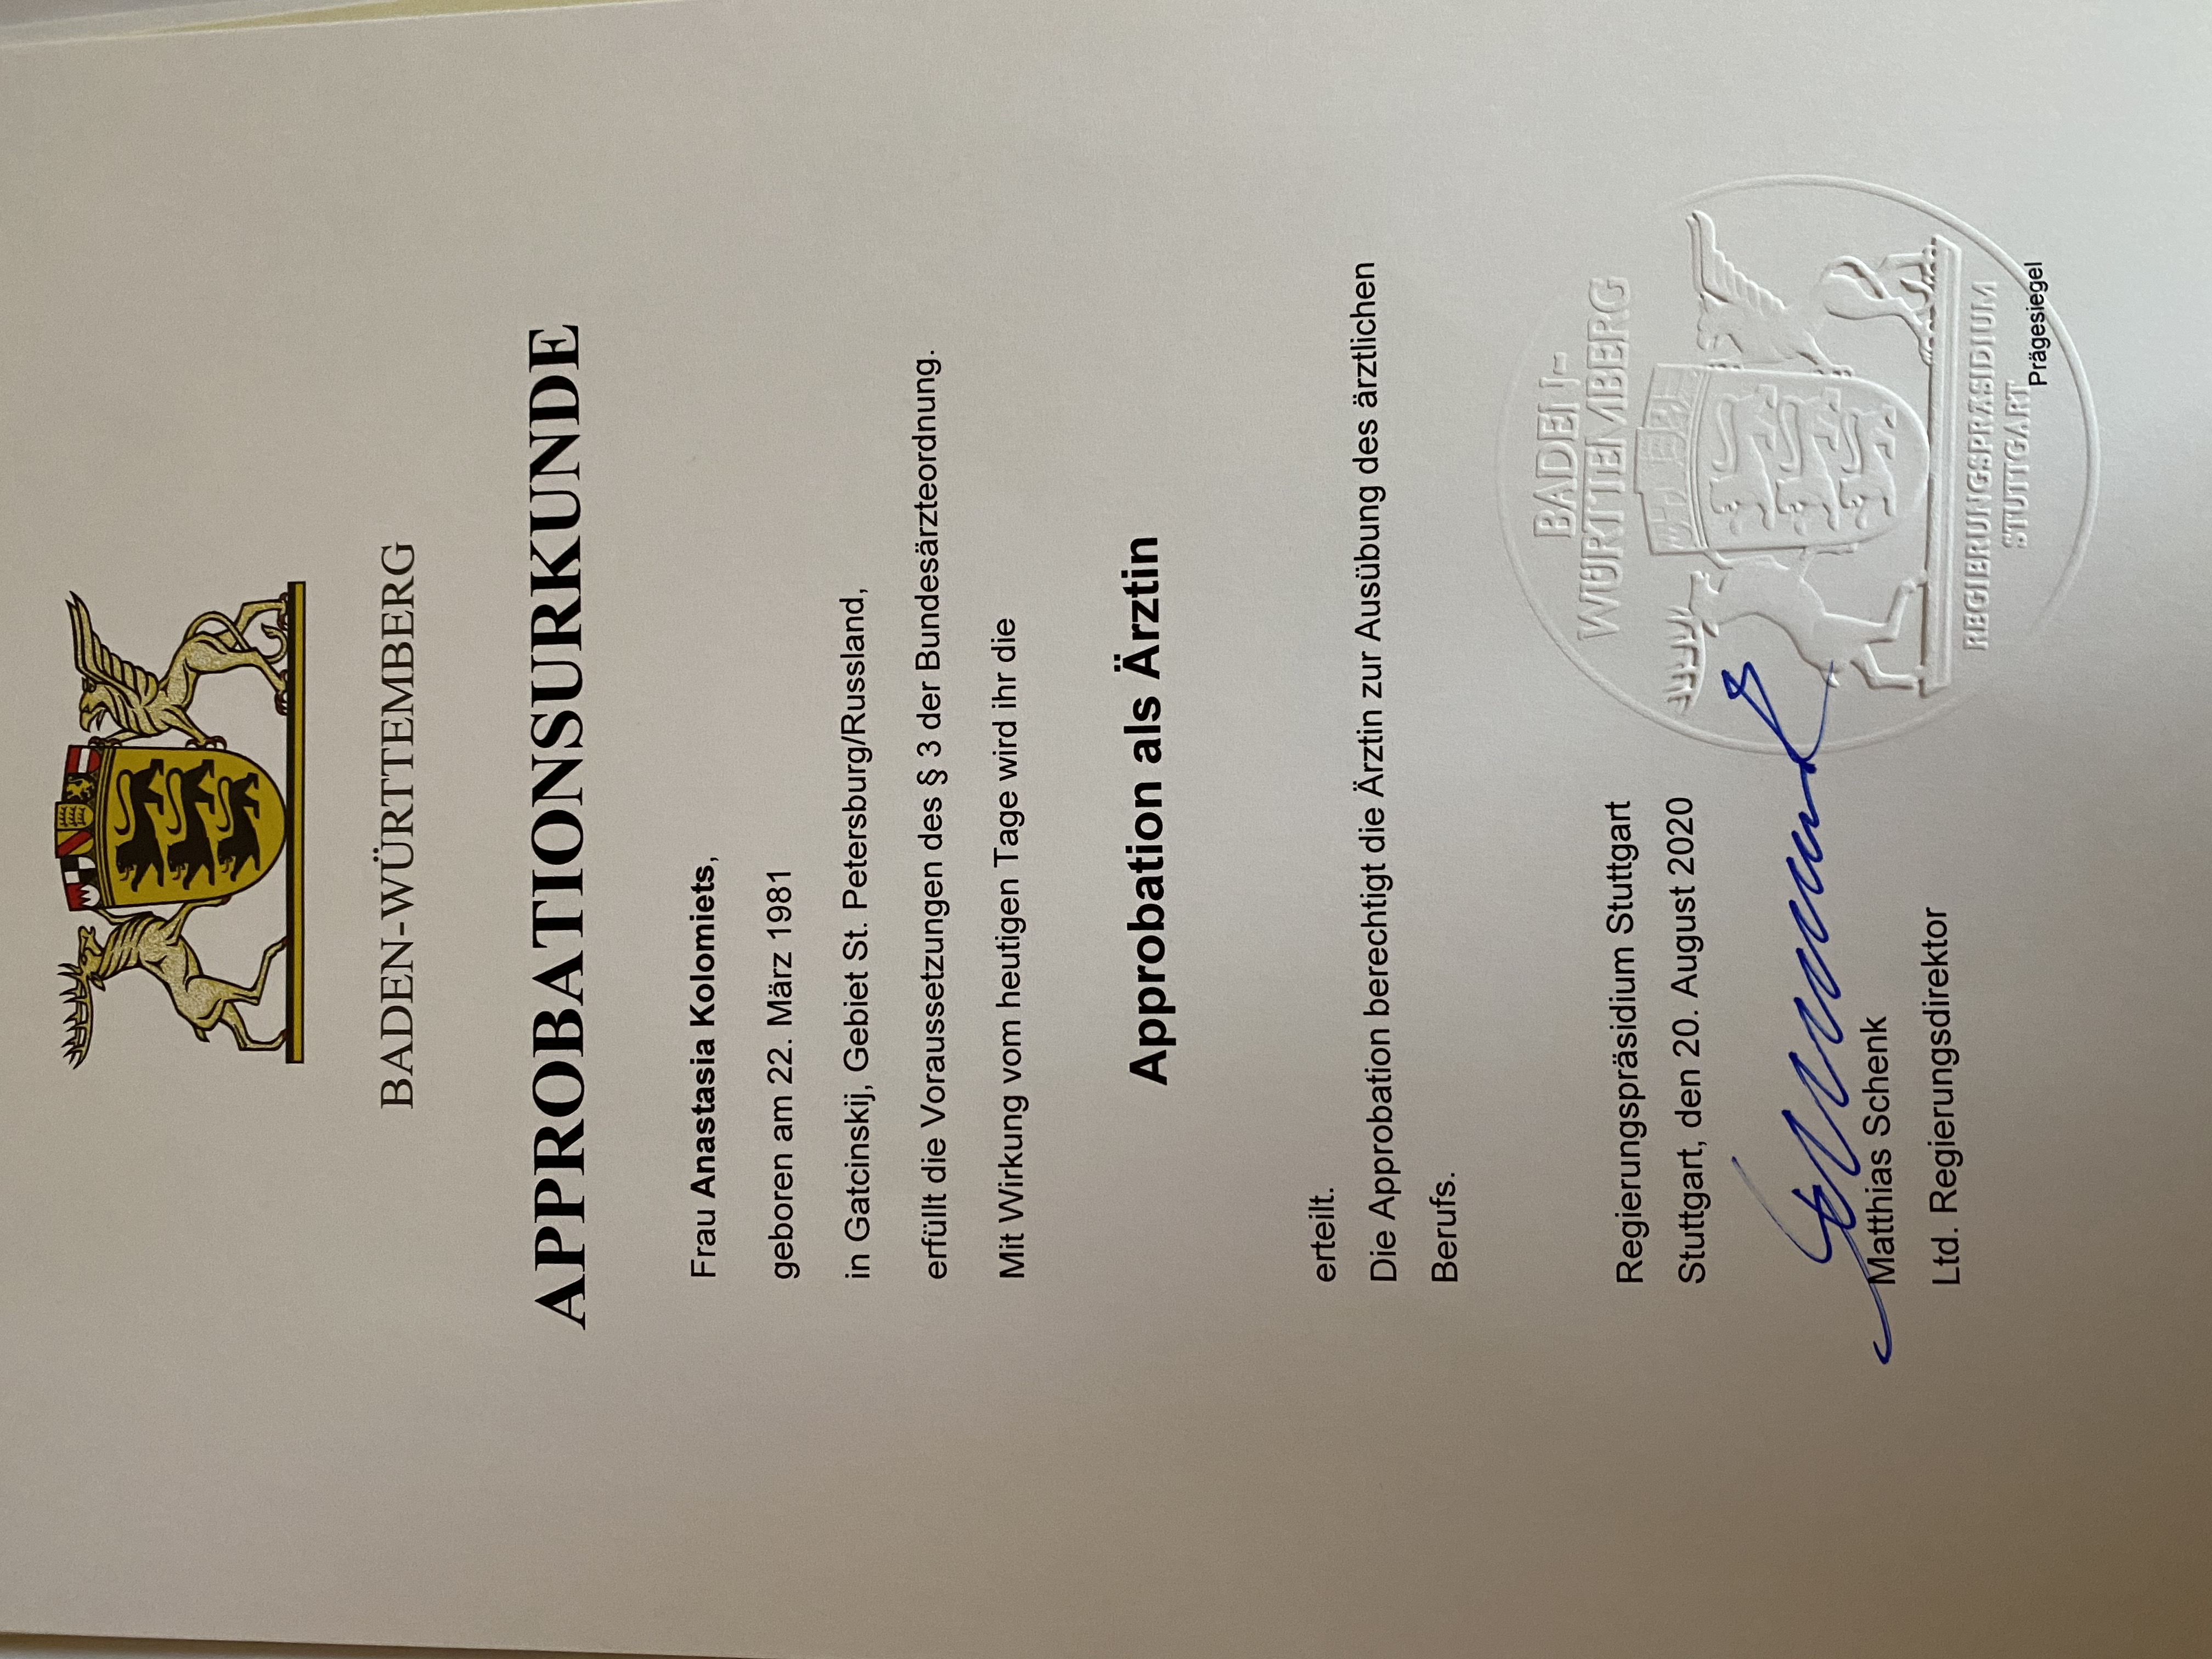 BADEN-WÜRTTEMBERG
APPROBATIONSURKUNDE
Frau Anastasia Kolomiets,
geboren am 22. März 1981
in Gatcinskij, Gebiet St. Petersburg/Russland,
erfüllt die Voraussetzungen des § 3 der Bundesärzteordnung.
Mit Wirkung vom heutigen Tage wird ihr die
Approbation als Ärztin
erteilt.
Die Approbation berechtigt die Ärztin zur Ausübung des ärztlichen
Berufs.
Regierungspräsidium Stuttgart
Stuttgart, den 20. August 2020
Matthias Schenk
Ltd. Regierungsdirektor
BADEN-
WÜRTTEMBERG
REGIERUNGSPRÄSIDIUM
STUTTGART
Prägesiegel